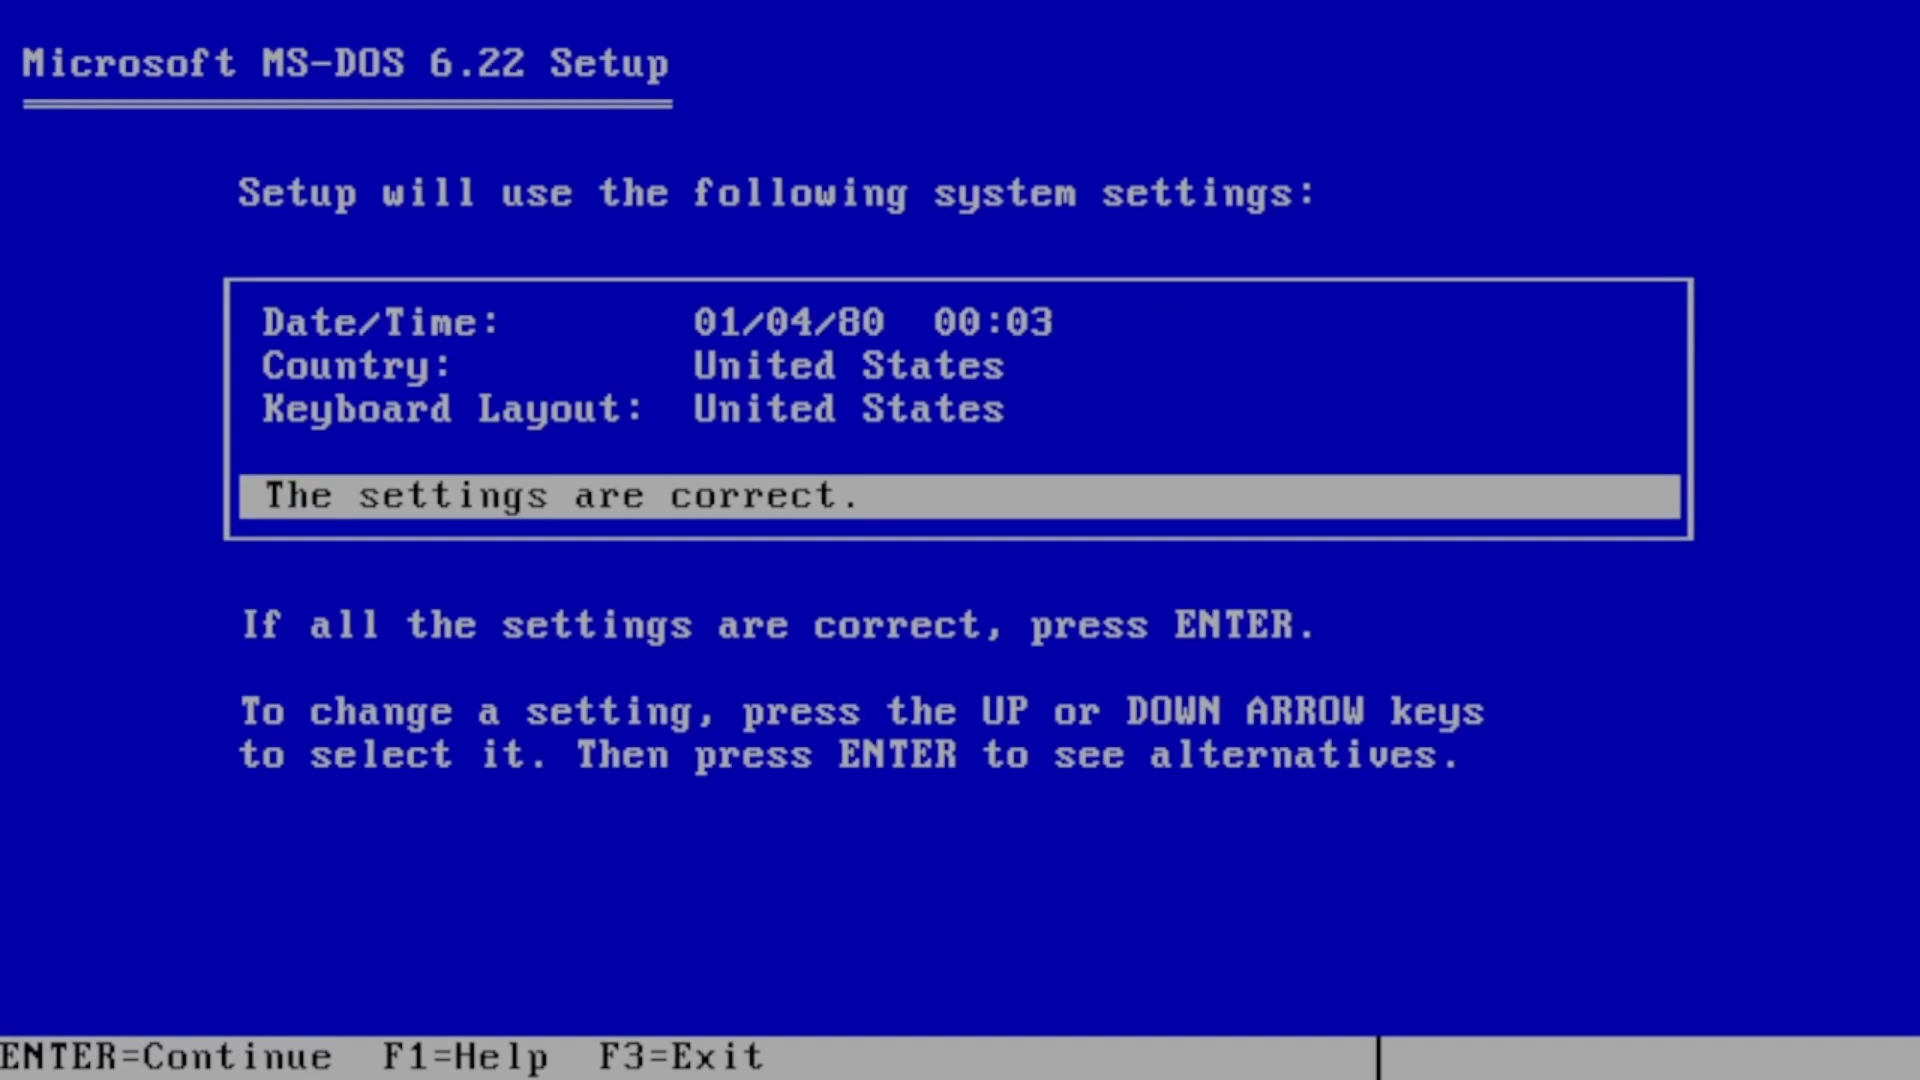 Microsoft MS-DOS 6.22 Setup
Setup will use the following system settings:
Date/Time: 01/04/80 00:03
Country: United States
Keyboard Layout: United States
The settings are correct.
If all the settings are correct, press ENTER.
To change a setting, press the UP or DOWN ARROW keys
to select it. Then press ENTER to see alternatives.
ENTER=Continue F1=Help F3=Exit